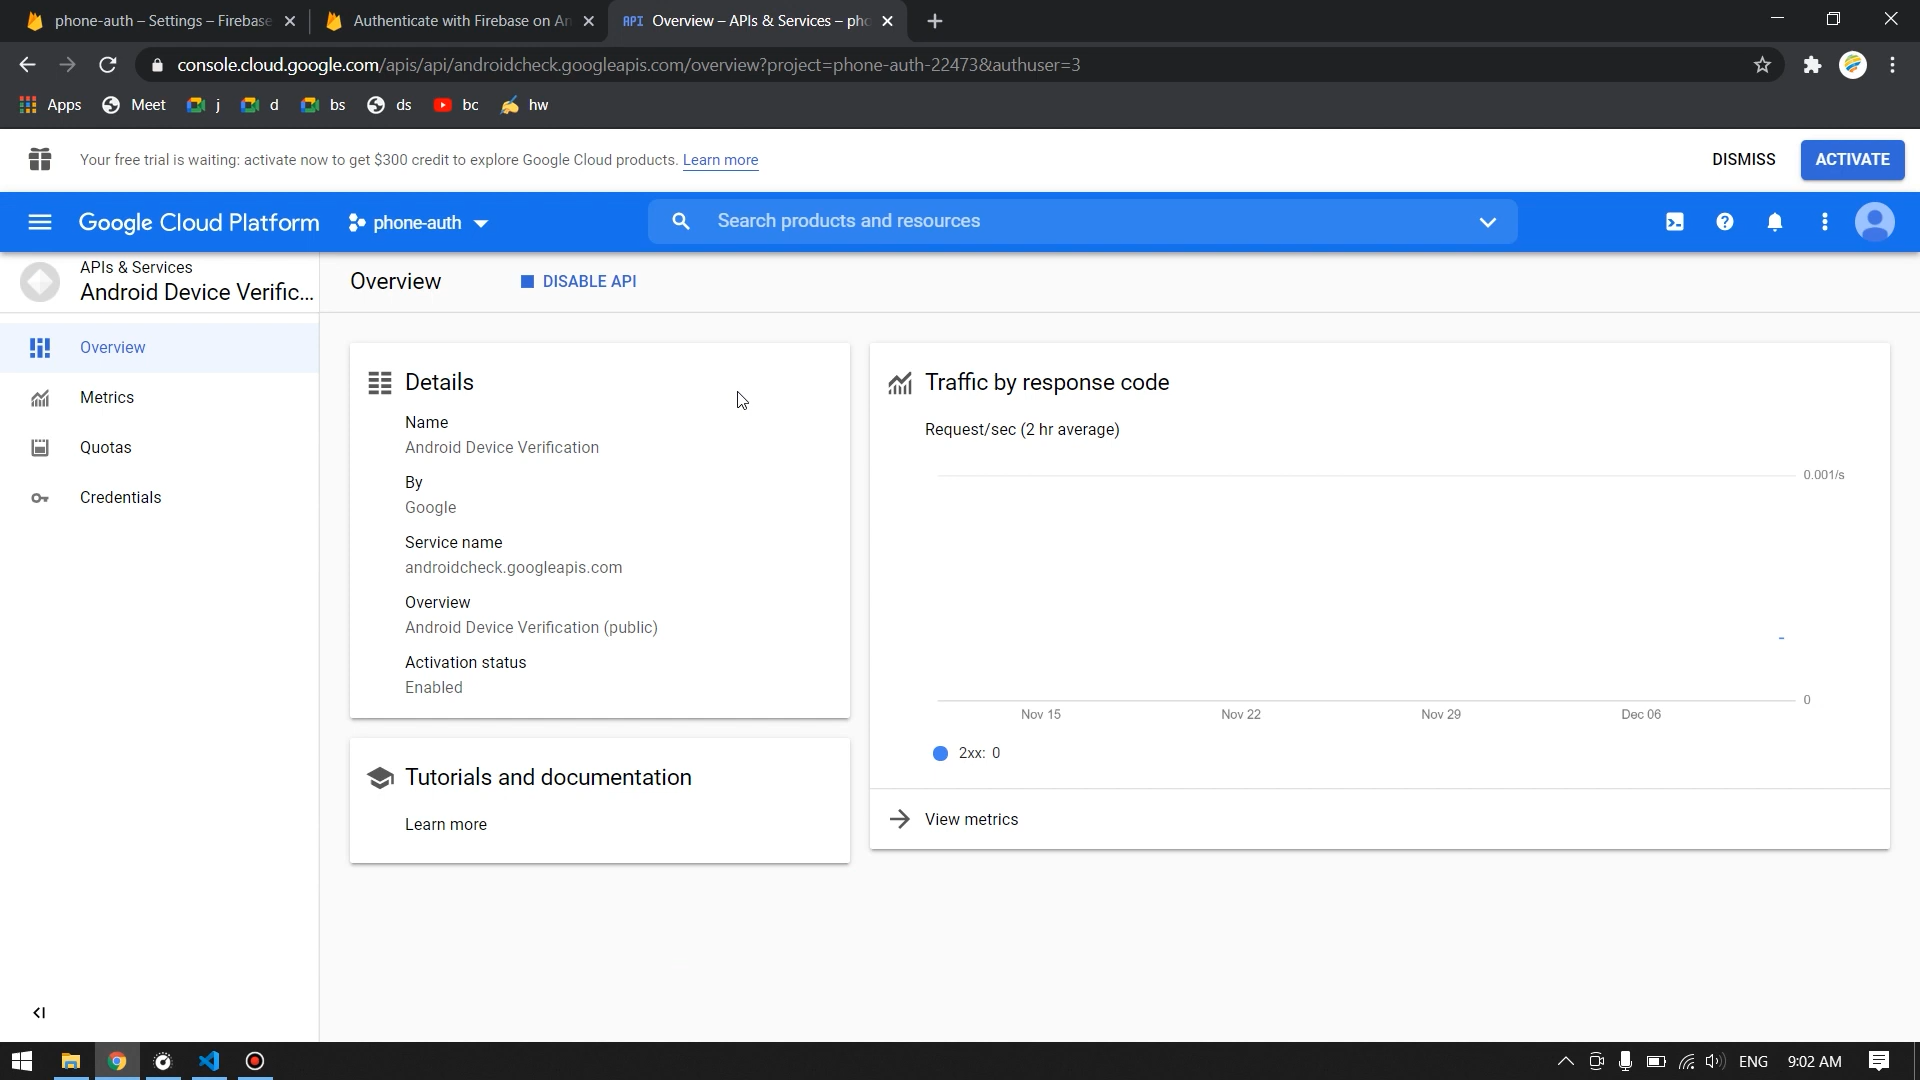 phone-auth – Settings – Firebase
Authenticate with Firebase on An
API Overview – APIs & Services – pho
console.cloud.google.com/apis/api/androidcheck.googleapis.com/overview?project=phone-auth-22473&authuser=3
Apps Meet j d bs ds bc hw
Your free trial is waiting: activate now to get $300 credit to explore Google Cloud products. Learn more
DISMISS ACTIVATE
Google Cloud Platform phone-auth Search products and resources
APIs & Services
Android Device Verific...
Overview DISABLE API
Overview
Metrics
Quotas
Credentials
Details
Name
Android Device Verification
By
Google
Service name
androidcheck.googleapis.com
Overview
Android Device Verification (public)
Activation status
Enabled
Tutorials and documentation
Learn more
Traffic by response code
Request/sec (2 hr average)
0.001/s
0
Nov 15 Nov 22 Nov 29 Dec 06
2xx: 0
View metrics
ENG 9:02 AM